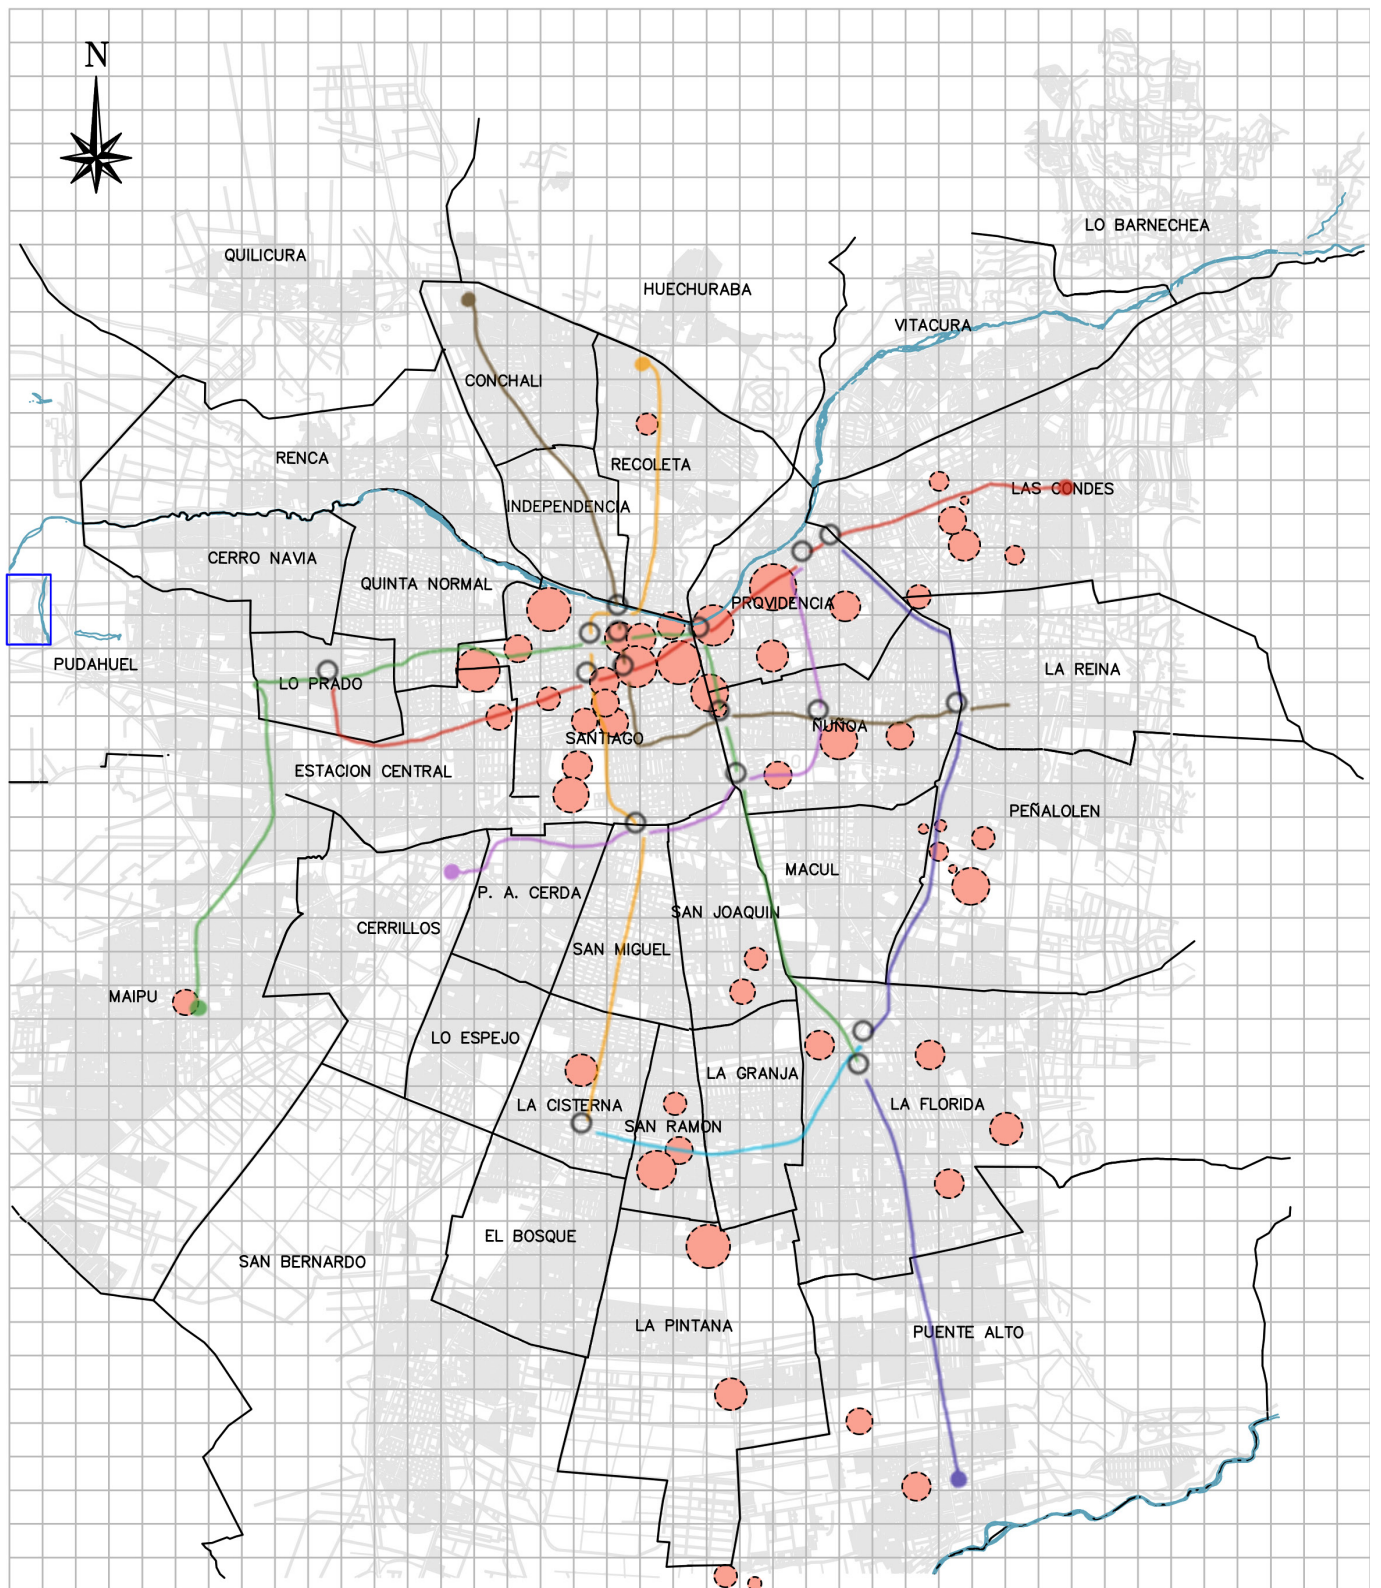 N
LO BARNECHEA
QUILICURA
HUECHURABA
VITACURA
CONCHALI
RENCA
RECOLETA
LAS CONDES
INDEPENDENCIA
CERRO NAVIA
QUINTA NORMAL
PROVIDENCIA
PUDAHUEL
LA REINA
LO PRADO
ÑUÑOA
SANTIAGO
ESTACION CENTRAL
PEÑALOLEN
MACUL
P. A. CERDA
SAN JOAQUIN
CERRILLOS
SAN MIGUEL
MAIPU
LO ESPEJO
LA GRANJA
LA CISTERNA
LA FLORIDA
SAN RAMON
EL BOSQUE
SAN BERNARDO
LA PINTANA
PUENTE ALTO